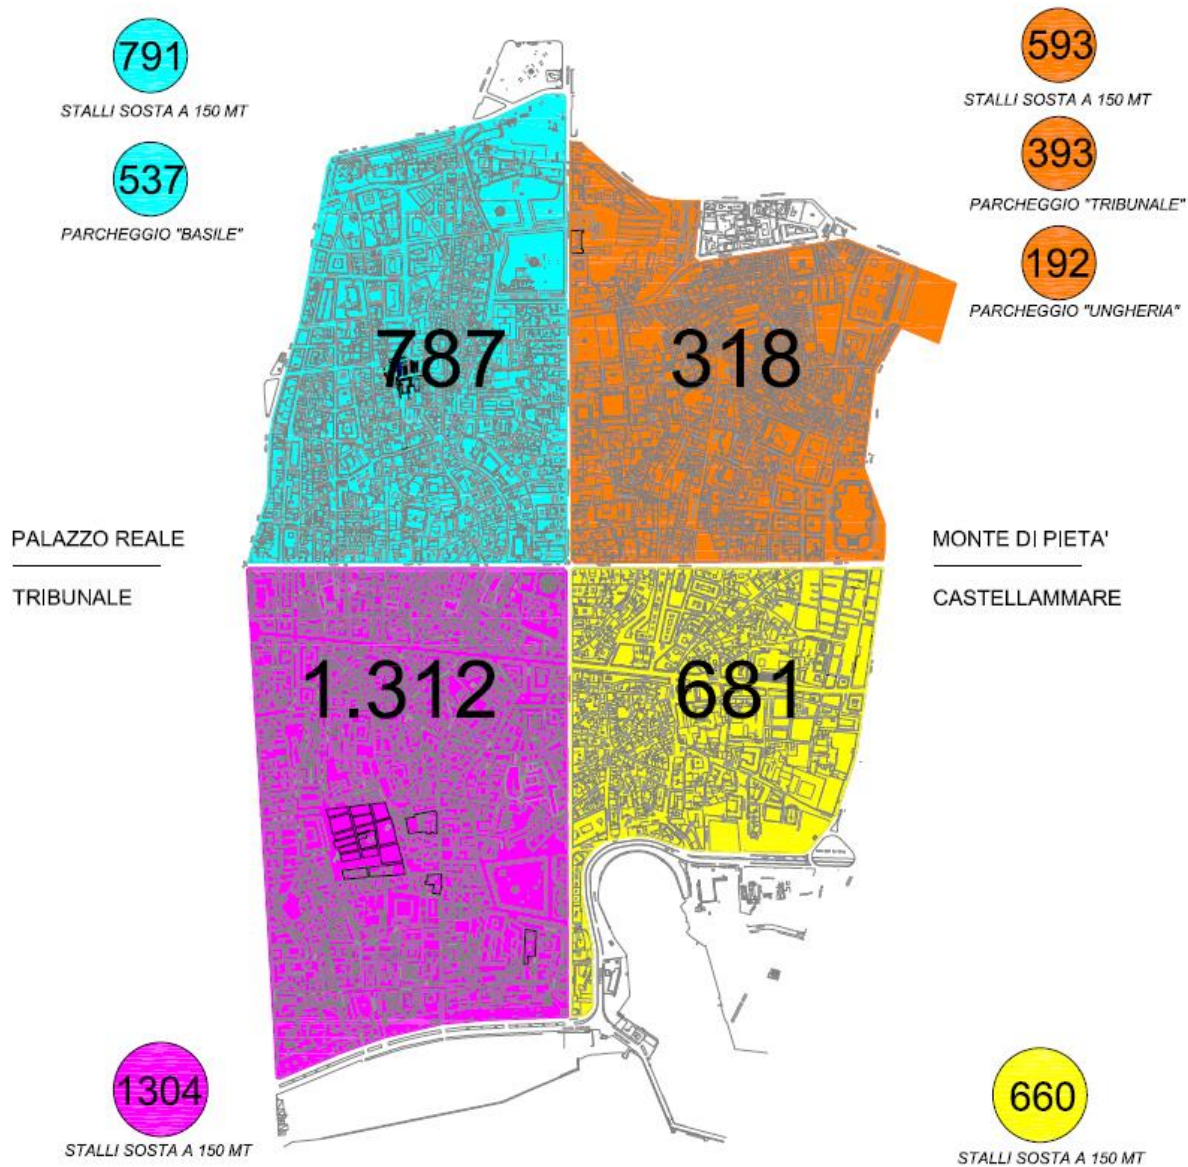 791
STALLI SOSTA A 150 MT
537
PARCHEGGIO "BASILE"
593
STALLI SOSTA A 150 MT
393
PARCHEGGIO "TRIBUNALE"
192
PARCHEGGIO "UNGHERIA"
787
318
PALAZZO REALE
TRIBUNALE
MONTE DI PIETA'
CASTELLAMMARE
1.312
681
1304
STALLI SOSTA A 150 MT
660
STALLI SOSTA A 150 MT